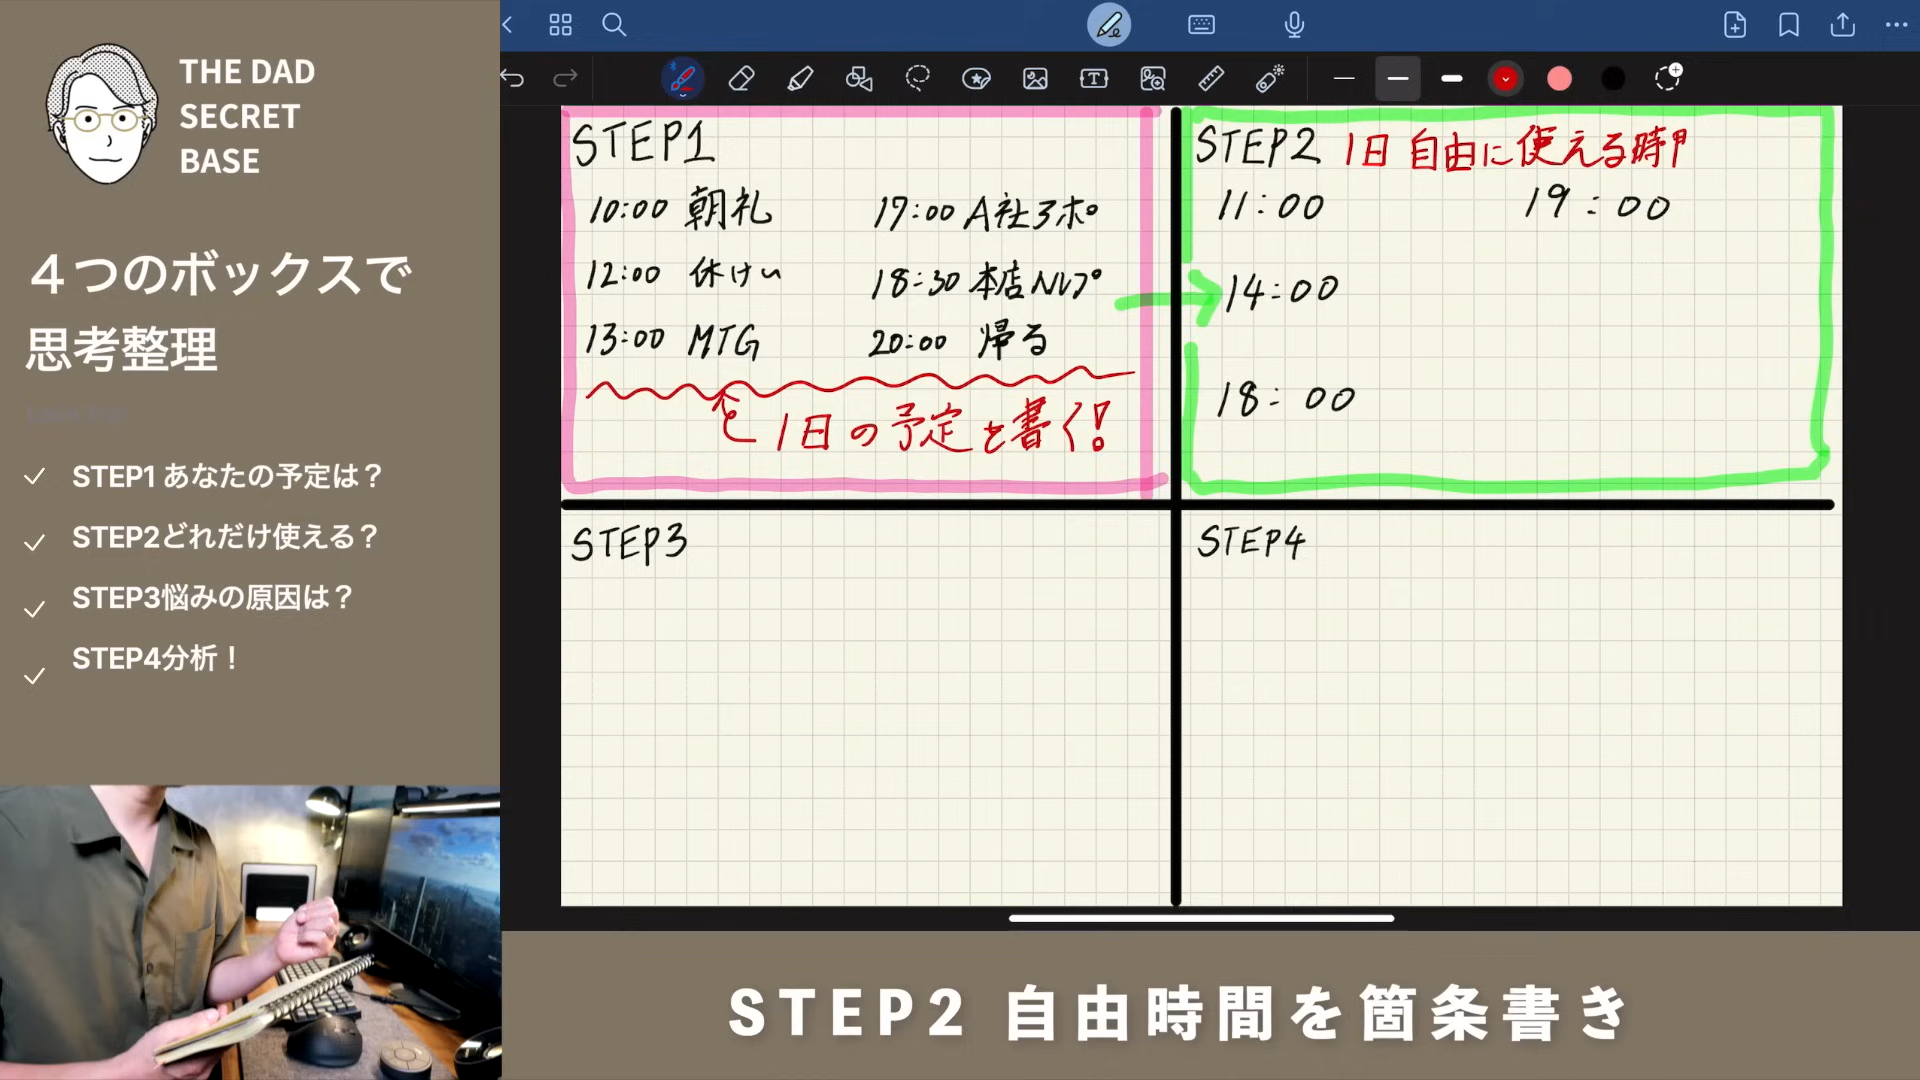 THE DAD
SECRET
BASE
４つのボックスで
思考整理
STEP1 あなたの予定は？
STEP2どれだけ使える？
STEP3悩みの原因は？
STEP4分析！
STEP1
10:00 朝礼
12:00 休けい
13:00 MTG
17:00 A社アポ
18:30 本店ヘルプ
20:00 帰る
1日の予定を書く!
STEP2 1日 自由に使える時
11:00
14:00
18:00
19:00
STEP3
STEP4
STEP2 自由時間を箇条書き